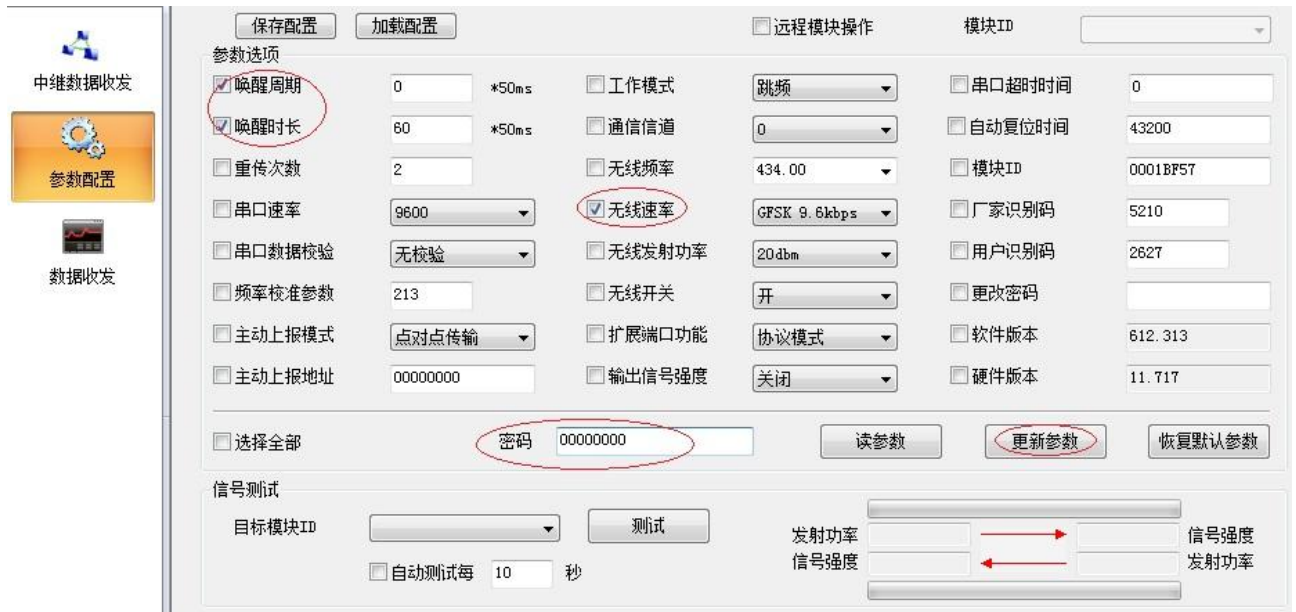 保存配置 加载配置 远程模块操作 模块ID
参数选项
中继数据收发
参数配置
数据收发
唤醒周期 0 *50ms 工作模式 跳频 串口超时时间 0
唤醒时长 60 *50ms 通信信道 0 自动复位时间 43200
重传次数 2 无线频率 434.00 模块ID 0001BF57
串口速率 9600 无线速率 GFSK 9.6kbps 厂家识别码 5210
串口数据校验 无校验 无线发射功率 20dbm 用户识别码 2627
频率校准参数 213 无线开关 开 更改密码
主动上报模式 点对点传输 扩展端口功能 协议模式 软件版本 612.313
主动上报地址 00000000 输出信号强度 关闭 硬件版本 11.717
选择全部 密码 00000000 读参数 更新参数 恢复默认参数
信号测试
目标模块ID 测试 发射功率 信号强度
自动测试每 10 秒 信号强度 发射功率